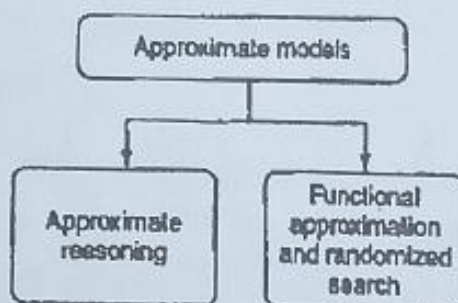 Approximate models
Approximate
reasoning
Functional
approximation
and randomized
search